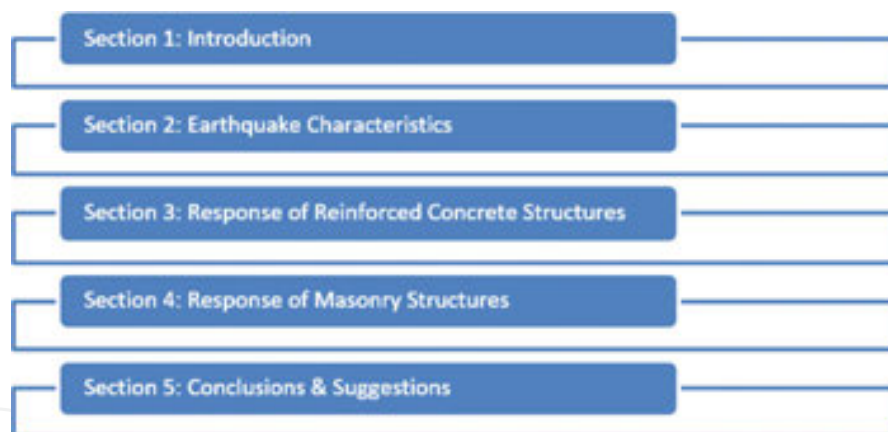 Section 1: Introduction
Section 2: Earthquake Characteristics
Section 3: Response of Reinforced Concrete Structures
Section 4: Response of Masonry Structures
Section 5: Conclusions & Suggestions